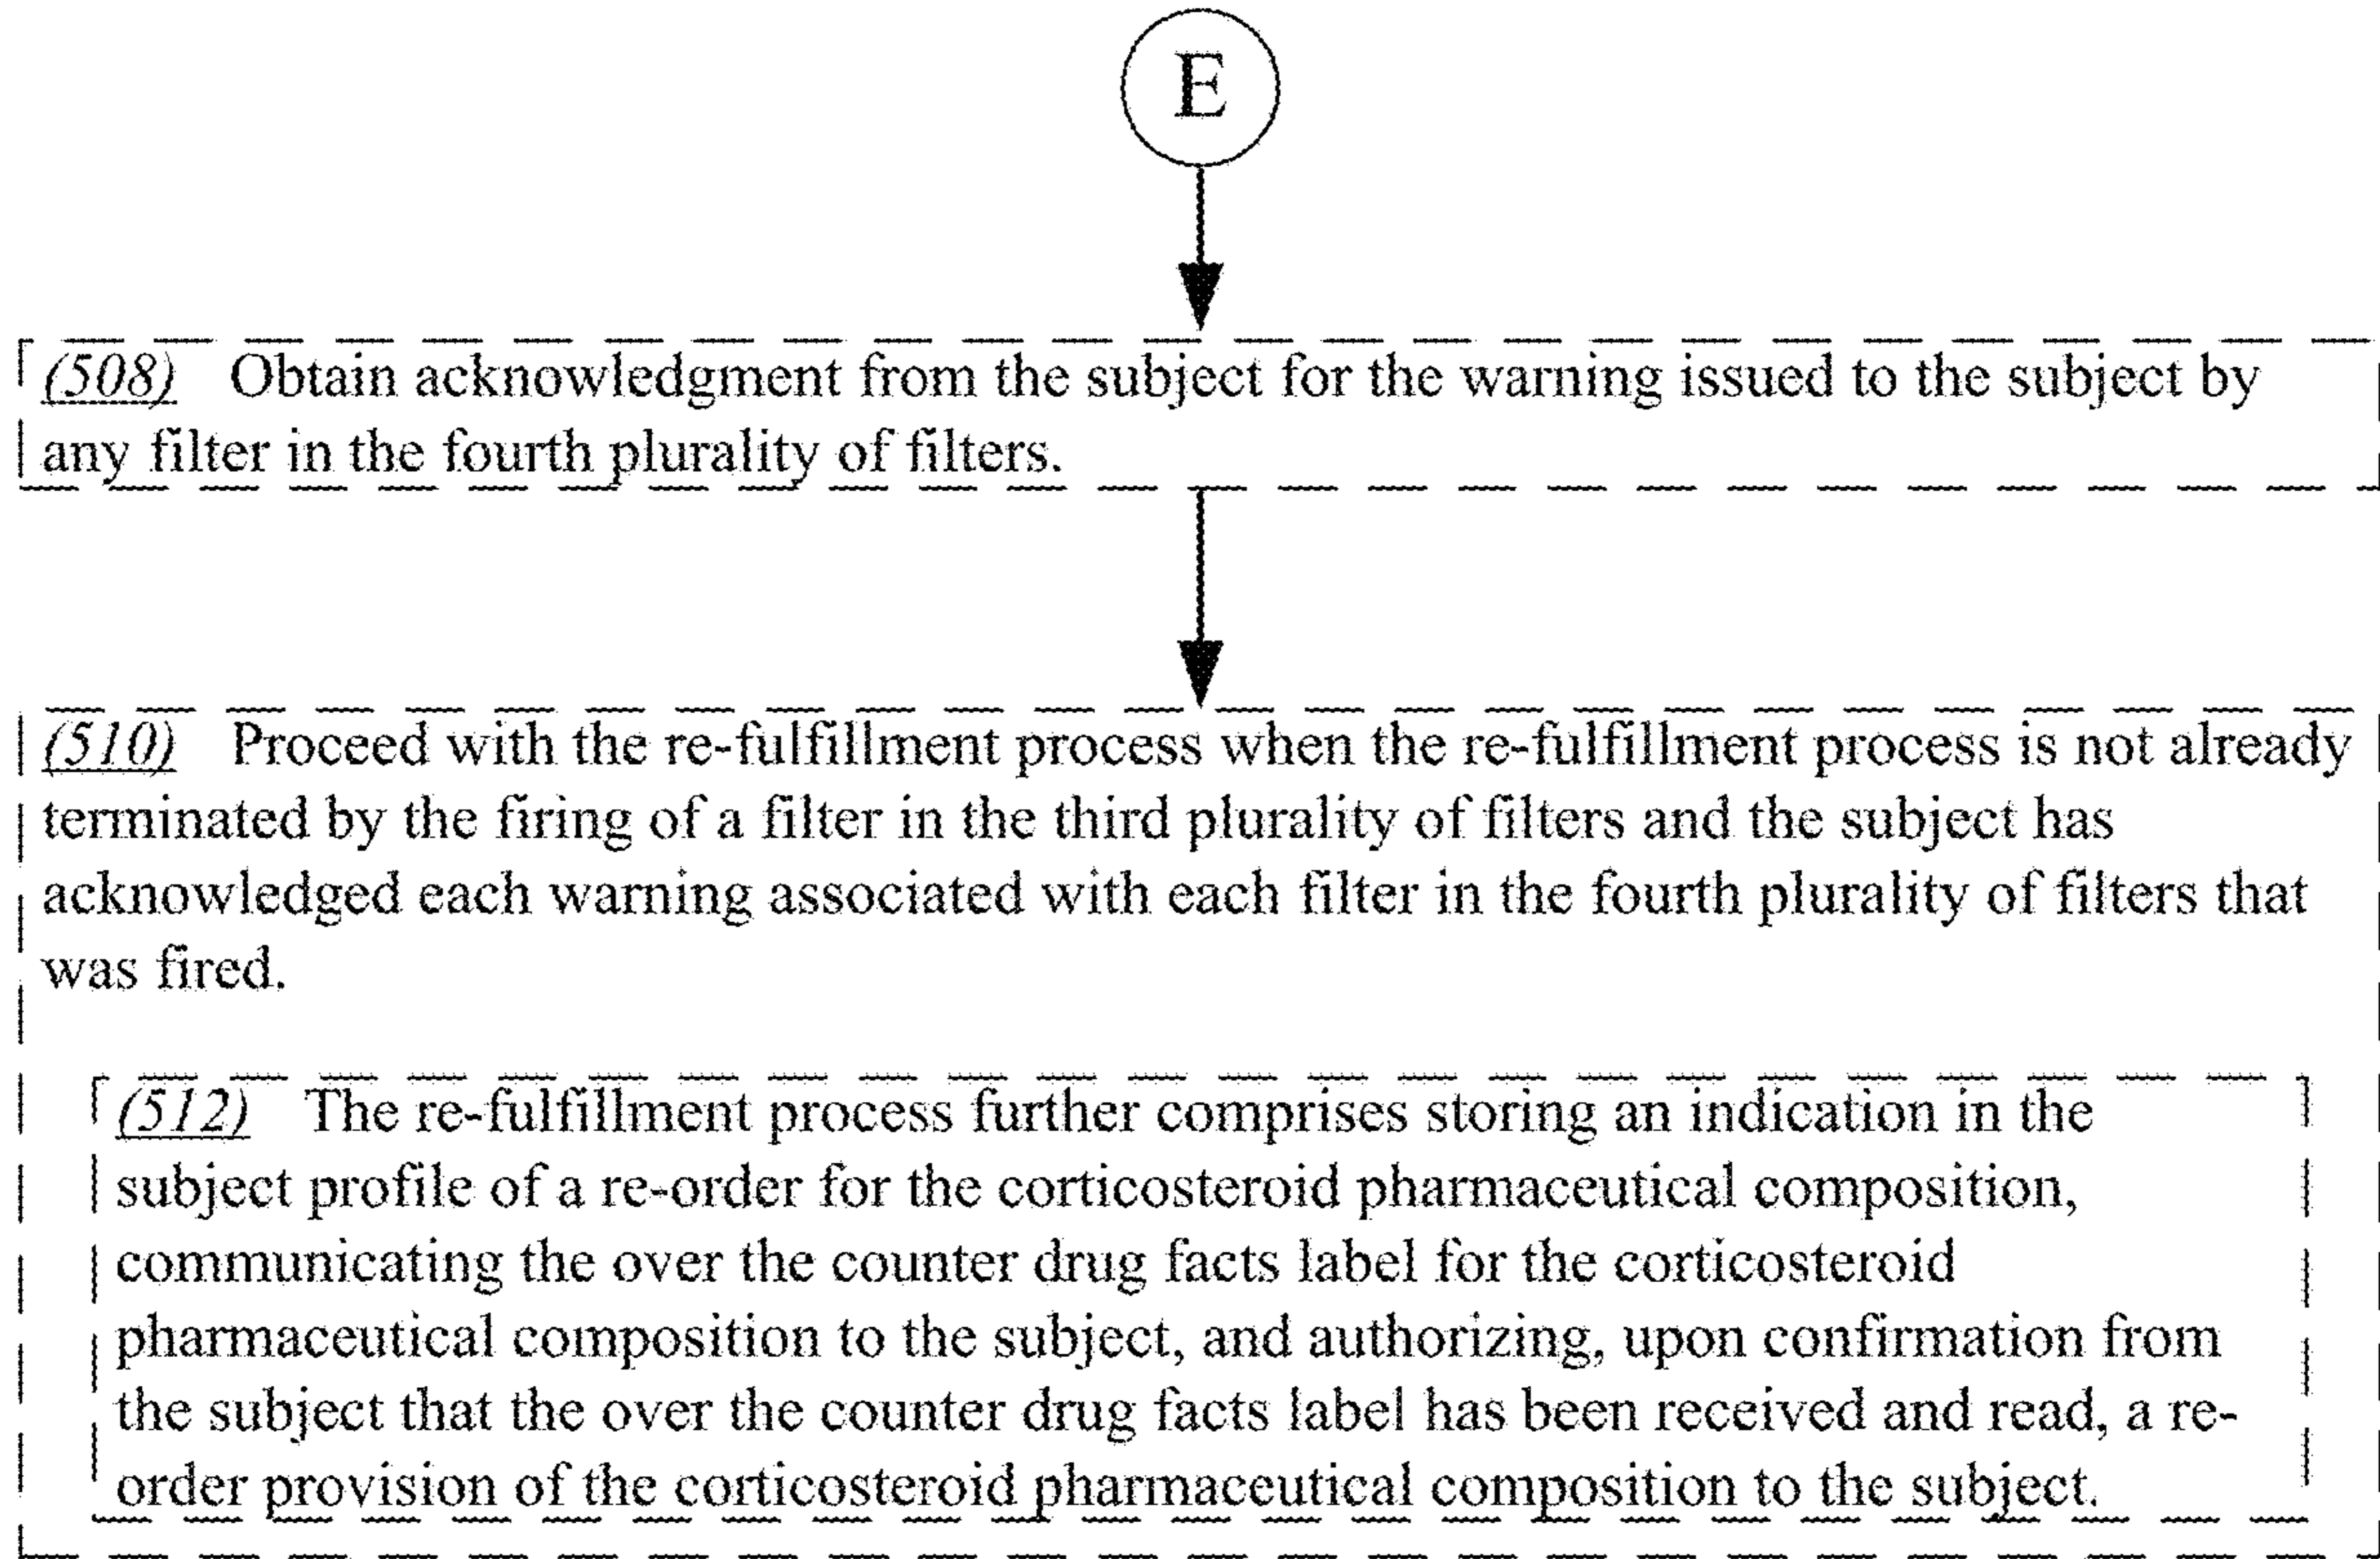 E
(508) Obtain acknowledgment from the subject for the warning issued to the subject by
any filter in the fourth plurality of filters.
(510) Proceed with the re-fulfillment process when the re-fulfillment process is not already
terminated by the firing of a filter in the third plurality of filters and the subject has
acknowledged each warning associated with each filter in the fourth plurality of filters that
was fired.
(512) The re-fulfillment process further comprises storing an indication in the
subject profile of a re-order for the corticosteroid pharmaceutical composition,
communicating the over the counter drug facts label for the corticosteroid
pharmaceutical composition to the subject, and authorizing, upon confirmation from
the subject that the over the counter drug facts label has been received and read, a re-
order provision of the corticosteroid pharmaceutical composition to the subject.